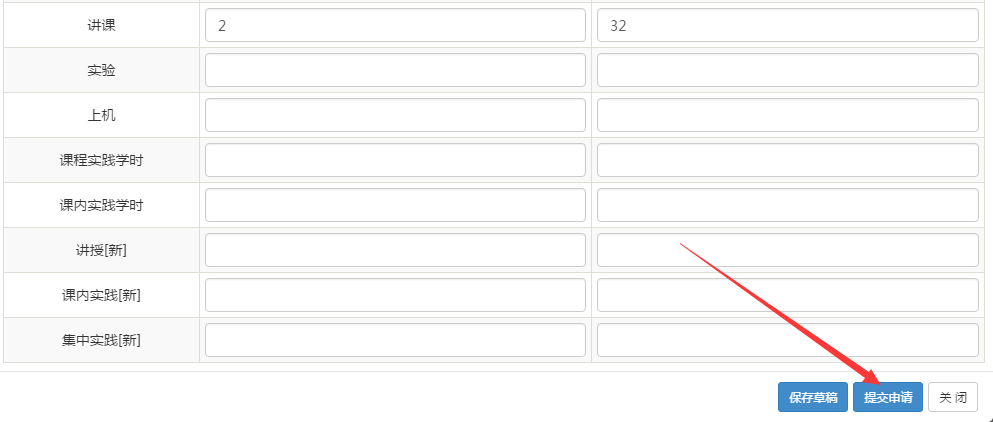 讲课 2 32
实验
上机
课程实践学时
课内实践学时
讲授[新]
课内实践[新]
集中实践[新]
保存草稿 提交申请 关 闭